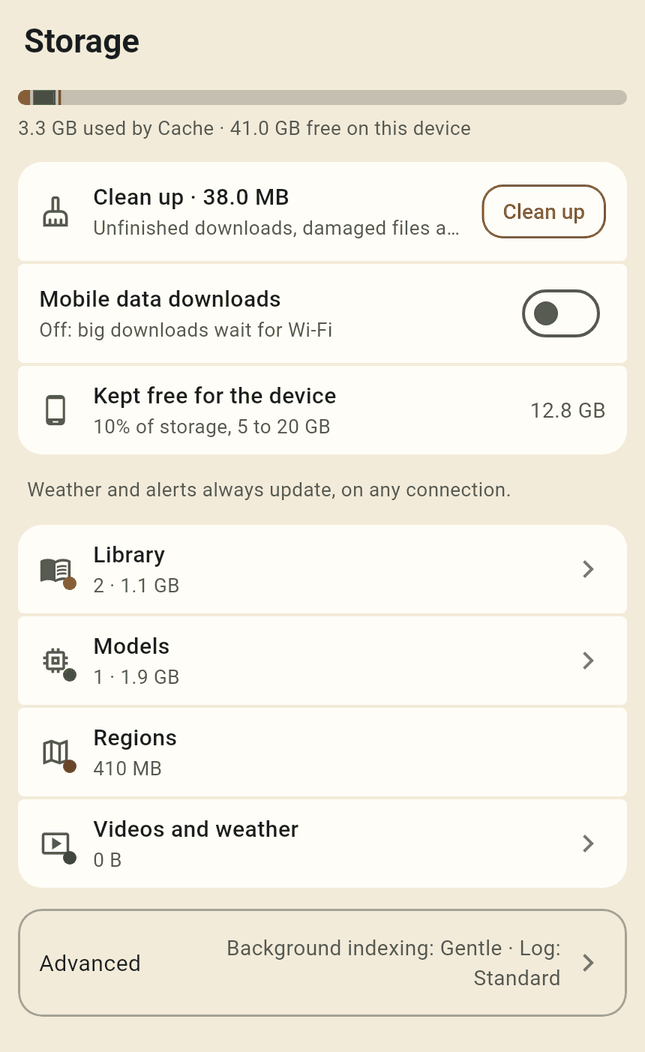 Storage
3.3 GB used by Cache · 41.0 GB free on this device
Clean up · 38.0 MB
Unfinished downloads, damaged files a…
Clean up
Mobile data downloads
Off: big downloads wait for Wi-Fi
Kept free for the device
10% of storage, 5 to 20 GB
12.8 GB
Weather and alerts always update, on any connection.
Library
2 · 1.1 GB
Models
1 · 1.9 GB
Regions
410 MB
Videos and weather
0 B
Advanced
Background indexing: Gentle · Log:
Standard